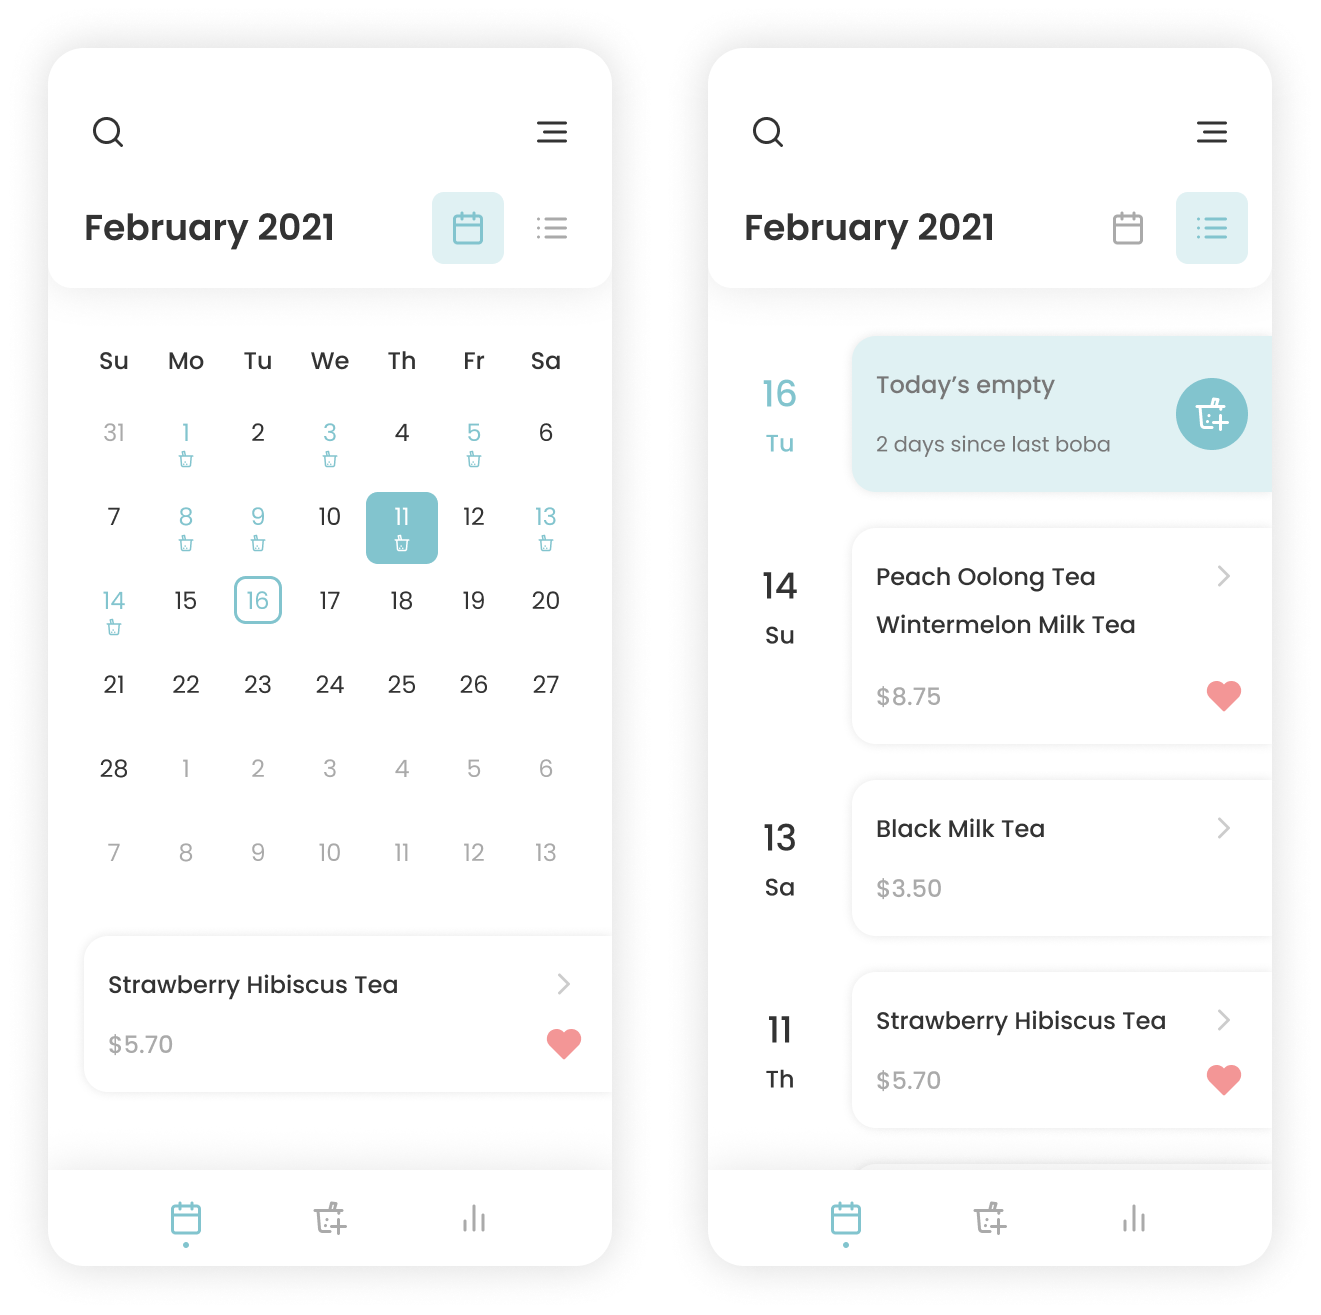 February 2021
Su Mo Tu We Th Fr Sa
31 1 2 3 4 5 6
7 8 9 10 11 12 13
14 15 16 17 18 19 20
21 22 23 24 25 26 27
28 1 2 3 4 5 6
7 8 9 10 11 12 13
Strawberry Hibiscus Tea
$5.70
February 2021
16
Tu
Today’s empty
2 days since last boba
14
Su
Peach Oolong Tea
Wintermelon Milk Tea
$8.75
13
Sa
Black Milk Tea
$3.50
11
Th
Strawberry Hibiscus Tea
$5.70